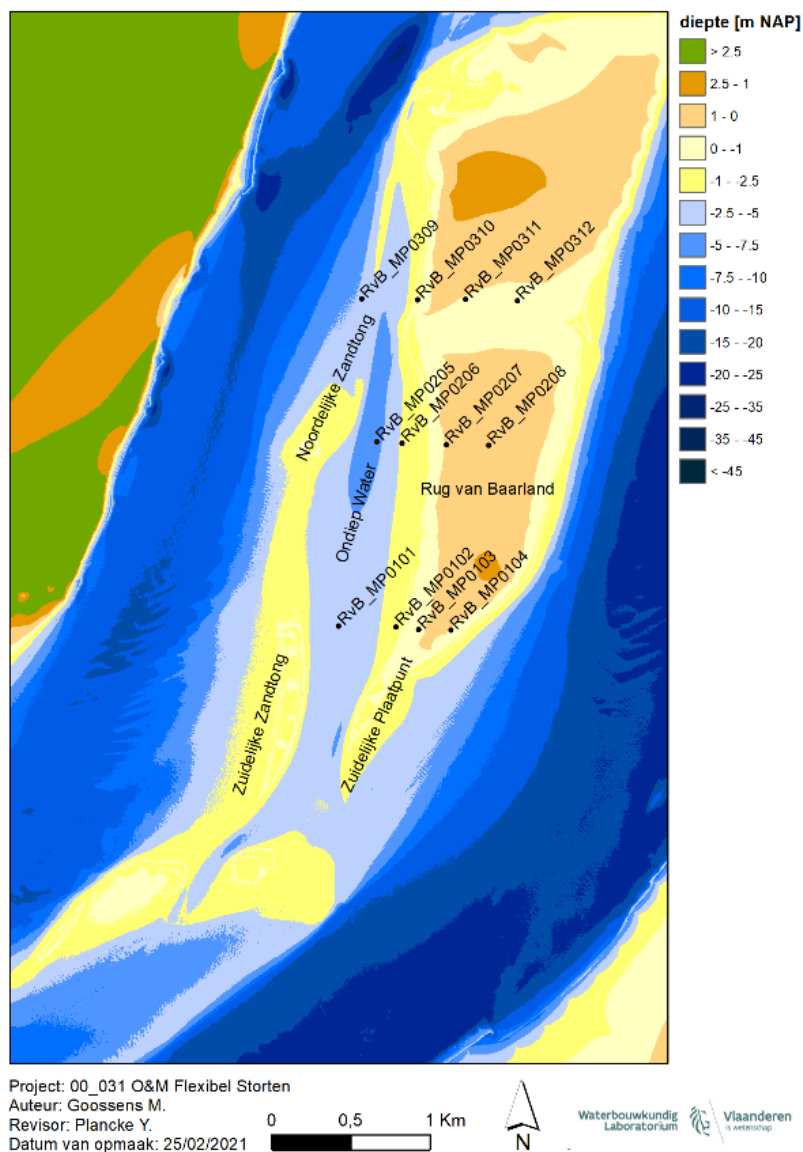 diepte [m NAP]
> 2.5
2.5 - 1
1 - 0
0 - -1
-1 - -2.5
-2.5 - -5
-5 - -7.5
-7.5 - -10
-10 - -15
-15 - -20
-20 - -25
-25 - -35
-35 - -45
< -45
RvB_MP0309
RvB_MP0310
RvB_MP0311
RvB_MP0312
Noordelijke Zandtong
RvB_MP0205
RvB_MP0206
RvB_MP0207
RvB_MP0208
Ondiep Water
Rug van Baarland
RvB_MP0101
RvB_MP0102
RvB_MP0103
RvB_MP0104
Zuidelijke Zandtong
Zuidelijke Plaatpunt
Project: 00_031 O&M Flexibel Storten
Auteur: Goossens M.
Revisor: Plancke Y.
Datum van opmaak: 25/02/2021
0 0,5 1 Km
N
Waterbouwkundig
Laboratorium
Vlaanderen
is wetenschap